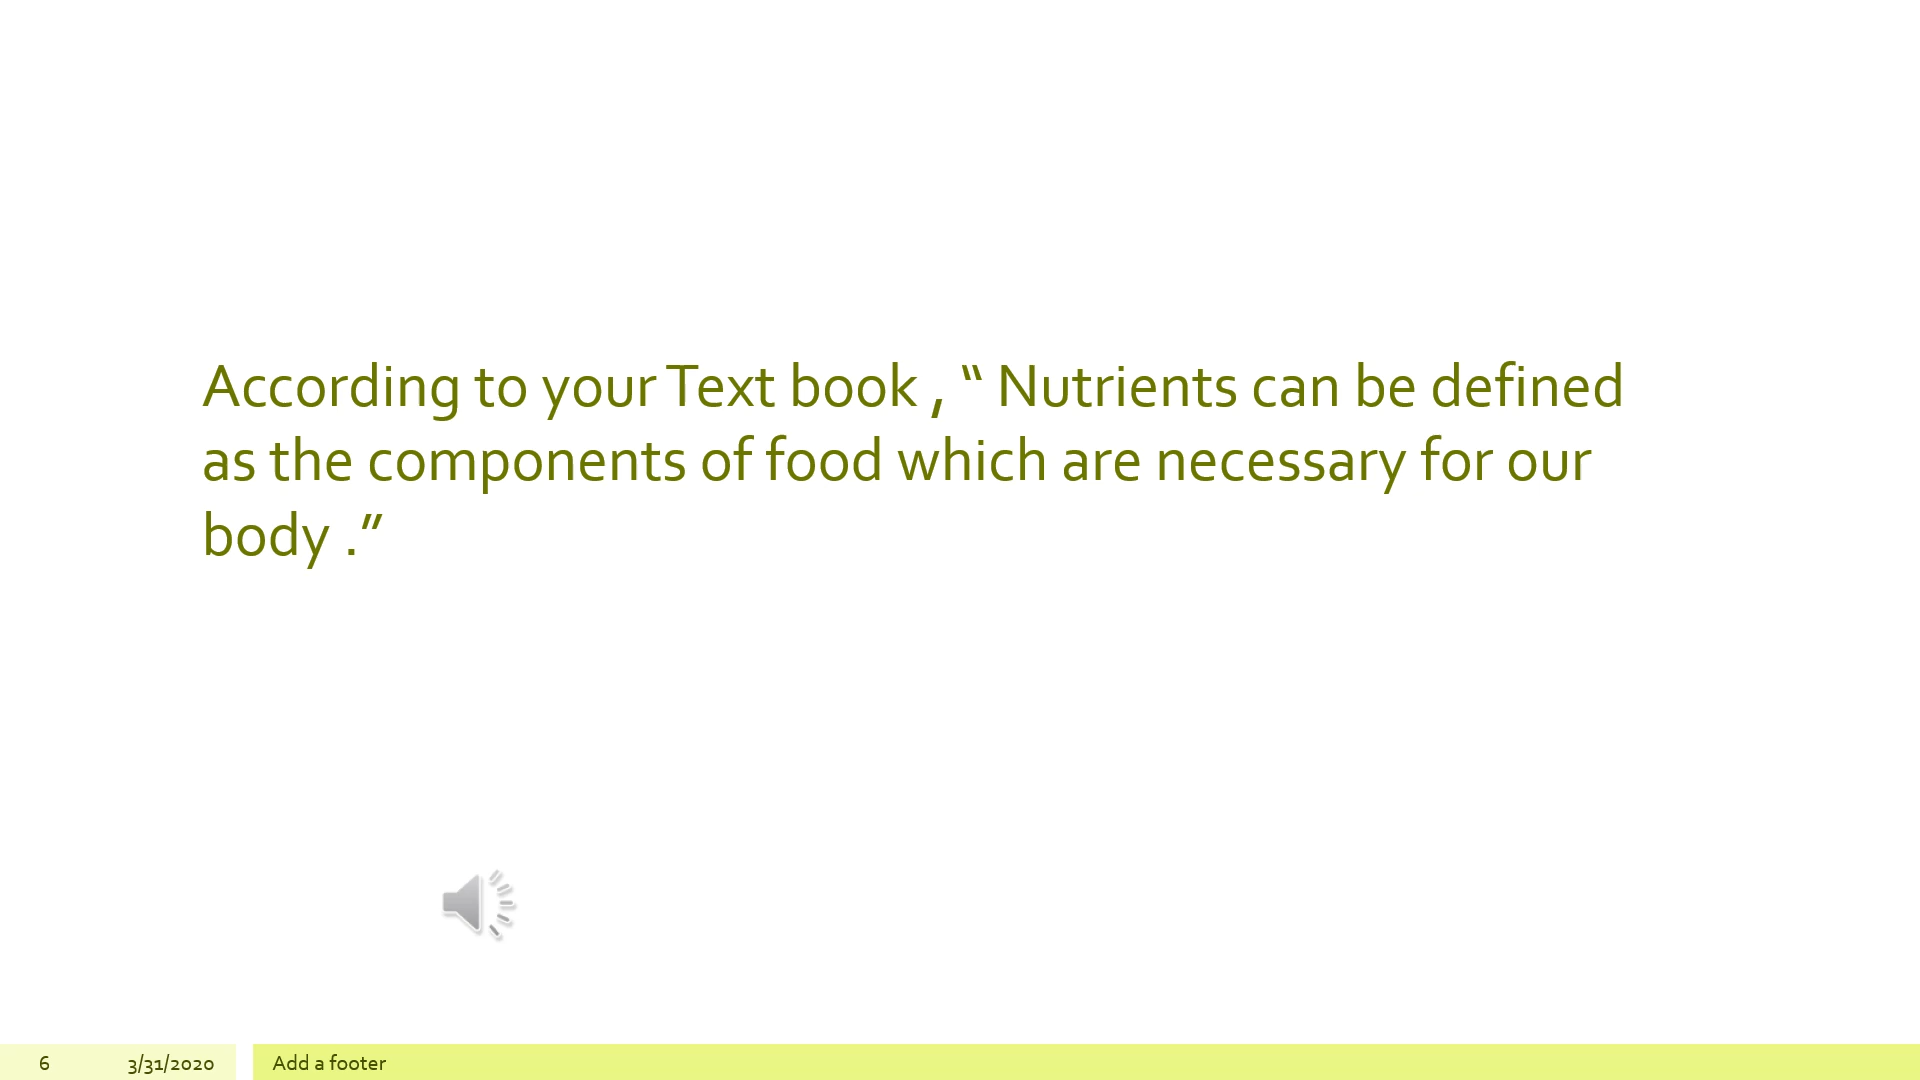 According to your Text book , “ Nutrients can be defined
as the components of food which are necessary for our
body .”
6 3/31/2020 Add a footer